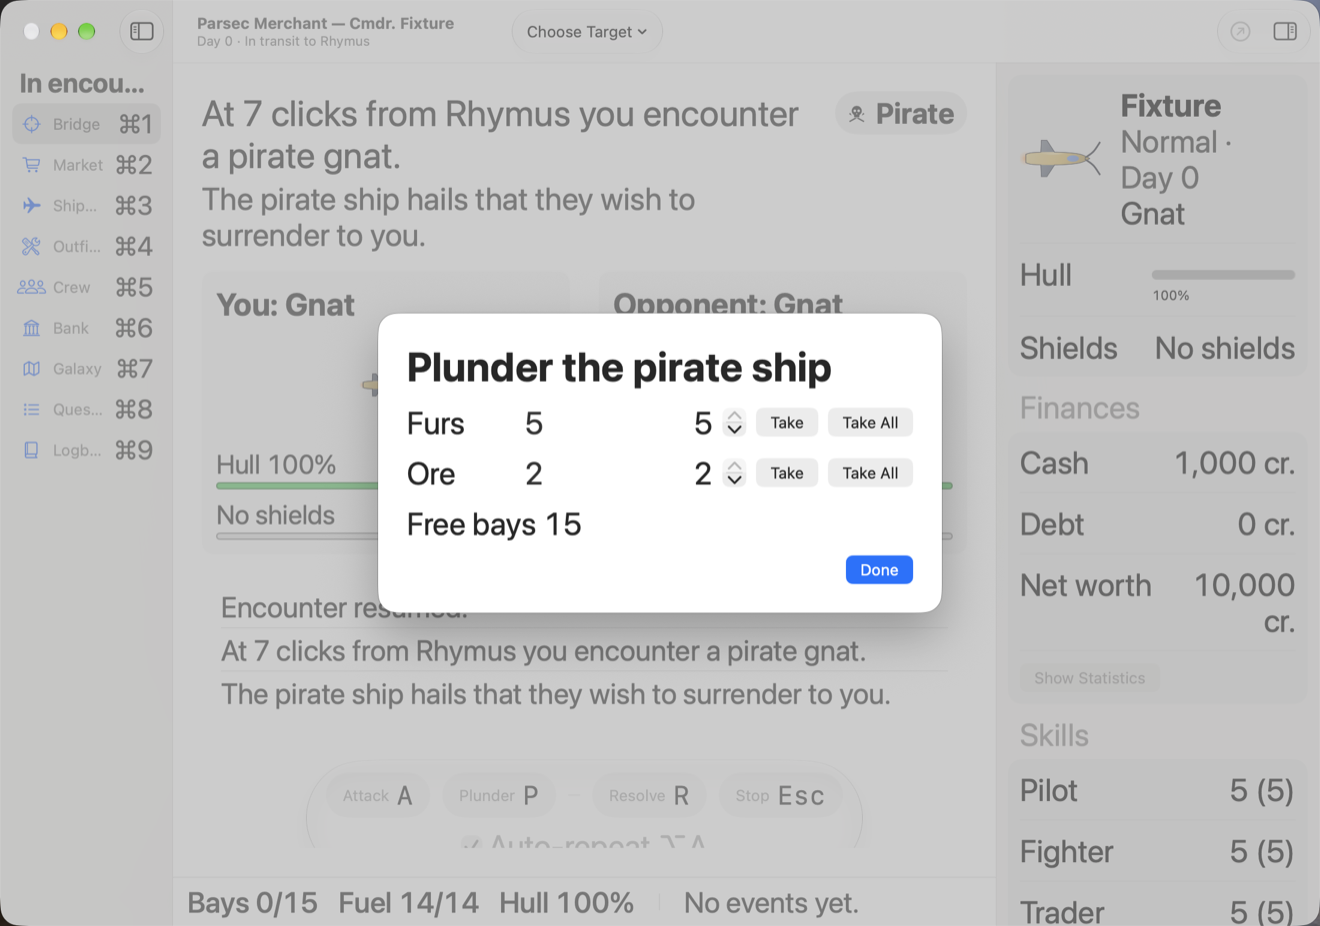 Parsec Merchant — Cmdr. Fixture
Day 0 · In transit to Rhymus
Choose Target
In encou...
Bridge ⌘1
Market ⌘2
Ship... ⌘3
Outfi... ⌘4
Crew ⌘5
Bank ⌘6
Galaxy ⌘7
Ques... ⌘8
Logb... ⌘9
At 7 clicks from Rhymus you encounter
a pirate gnat.
Pirate
The pirate ship hails that they wish to
surrender to you.
You: Gnat
Opponent: Gnat
Hull 100%
No shields
Plunder the pirate ship
Furs 5 5 Take Take All
Ore 2 2 Take Take All
Free bays 15
Done
Encounter resumed.
At 7 clicks from Rhymus you encounter a pirate gnat.
The pirate ship hails that they wish to surrender to you.
Attack A Plunder P Resolve R Stop Esc
Auto-repeat ⌥A
Bays 0/15 Fuel 14/14 Hull 100% No events yet.
Fixture
Normal ·
Day 0
Gnat
Hull
100%
Shields No shields
Finances
Cash 1,000 cr.
Debt 0 cr.
Net worth 10,000
cr.
Show Statistics
Skills
Pilot 5 (5)
Fighter 5 (5)
Trader 5 (5)